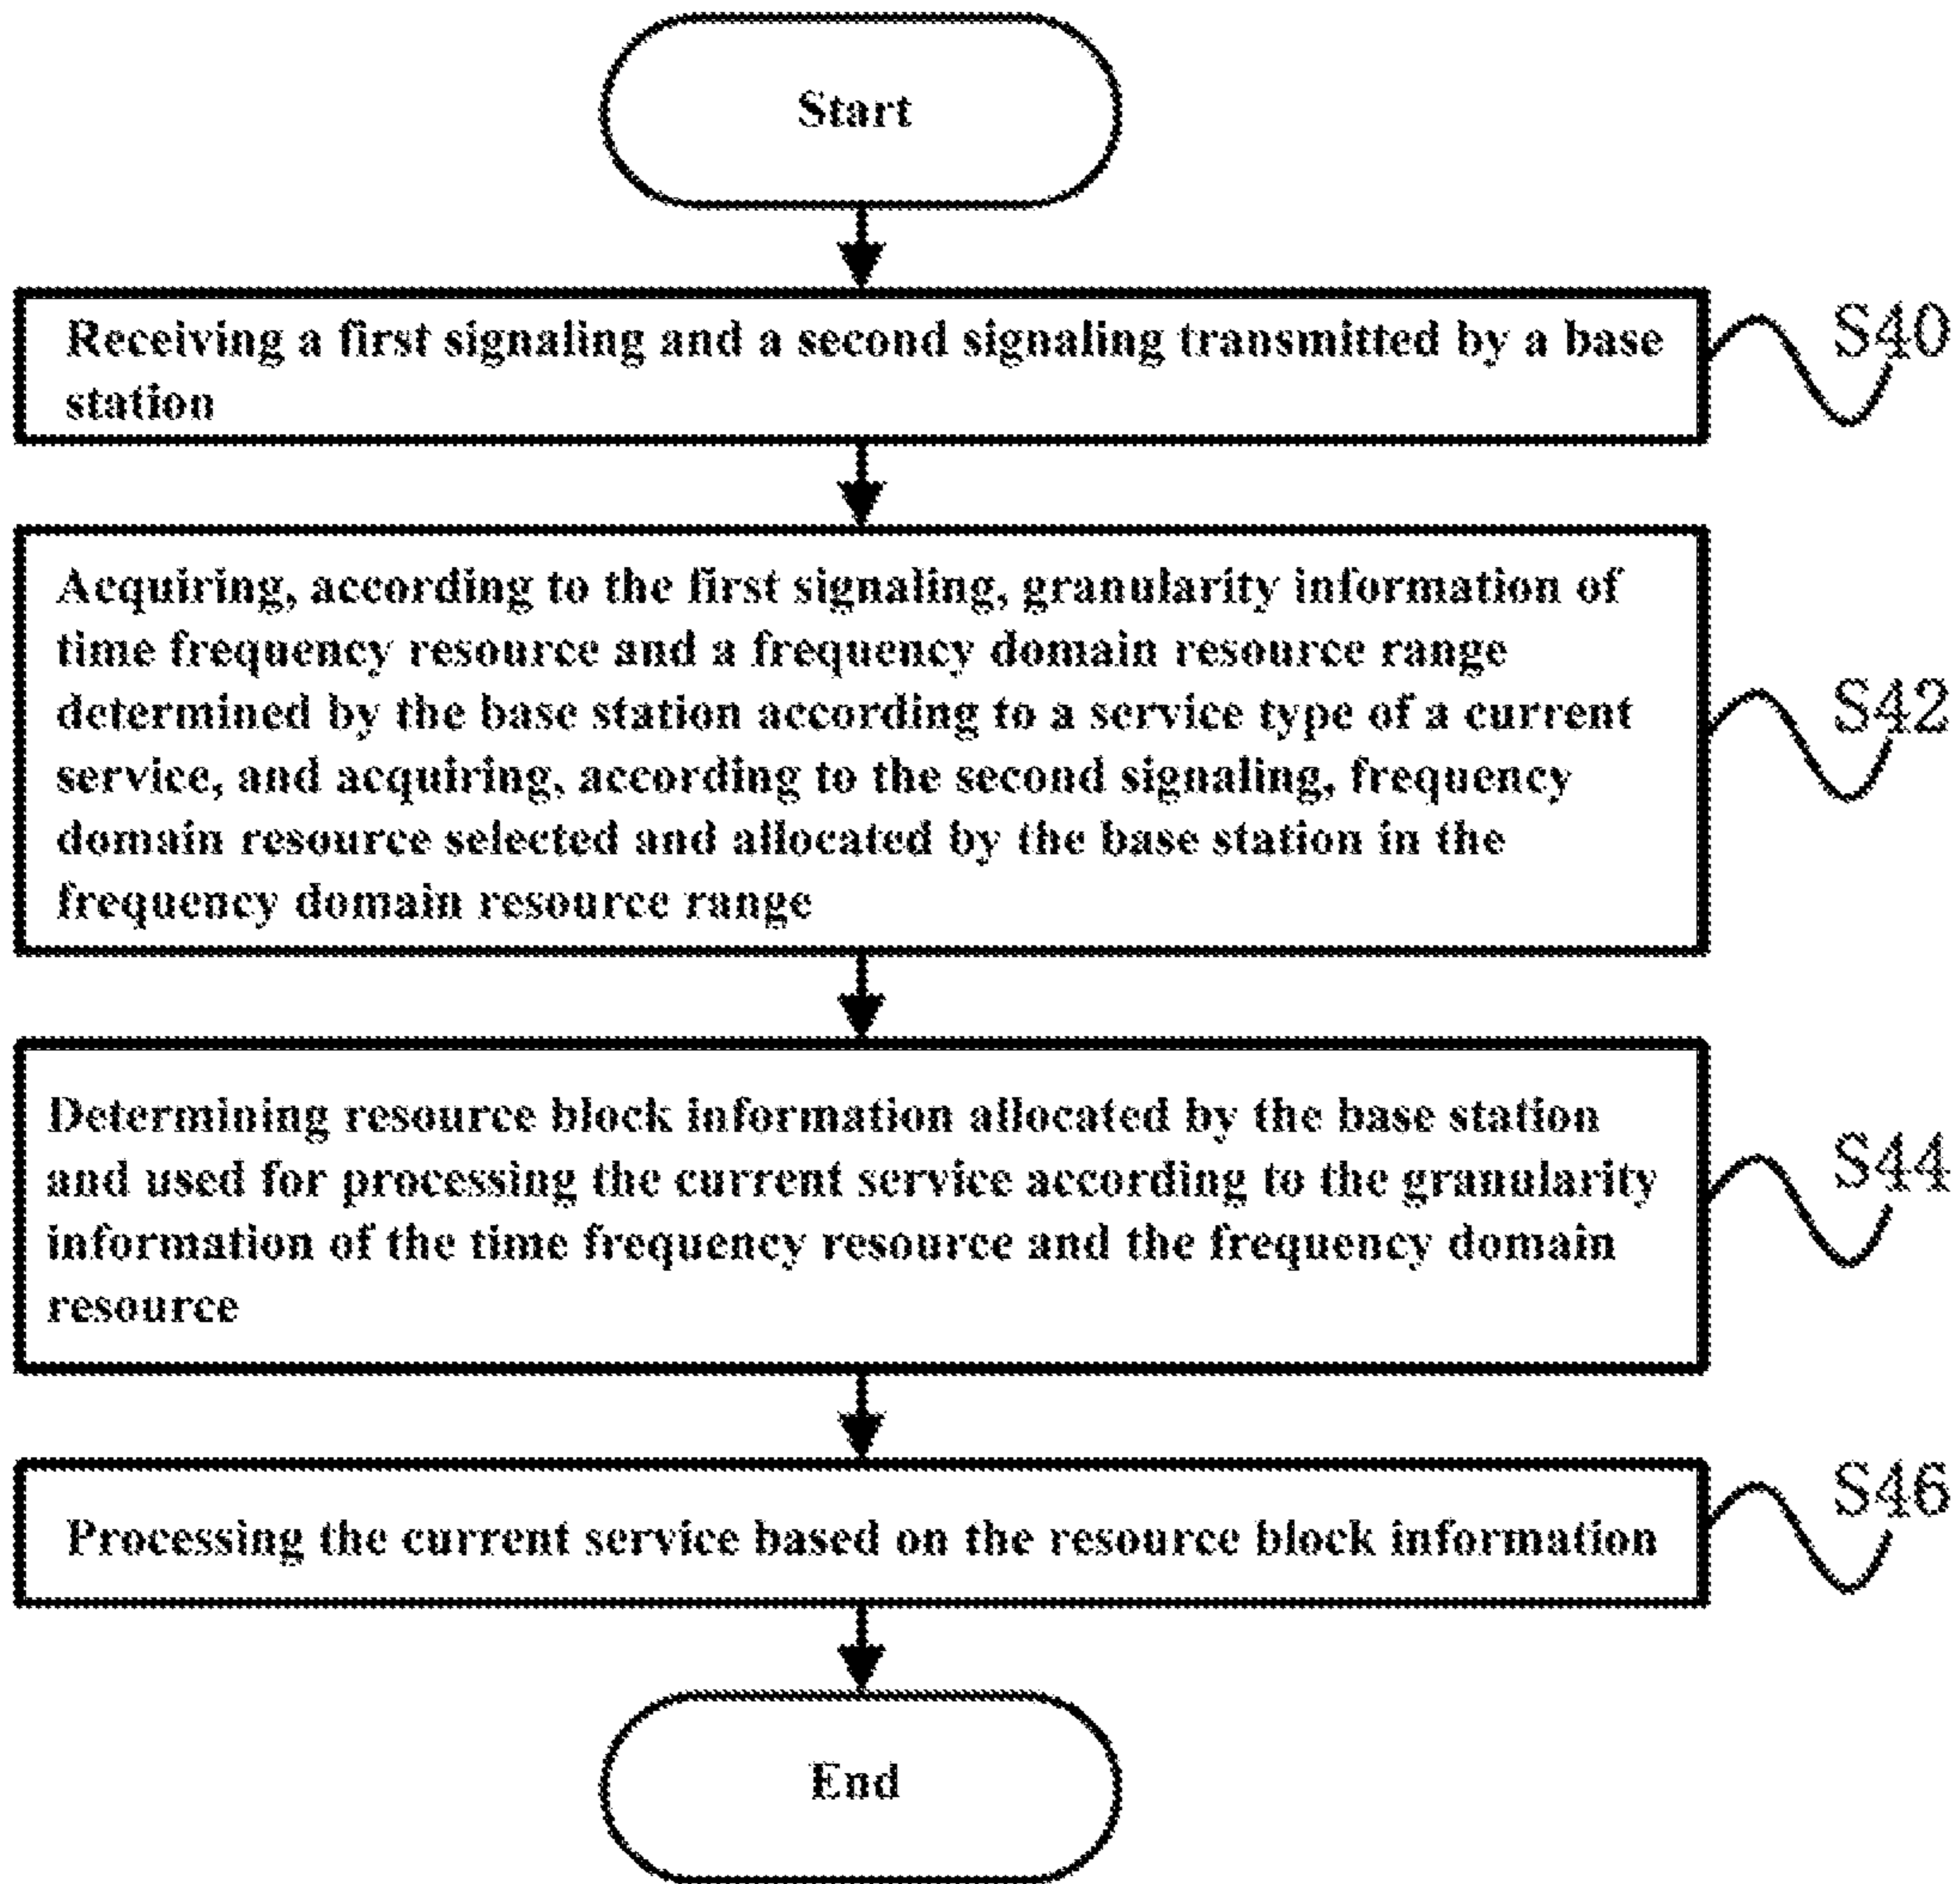 Start
Receiving a first signaling and a second signaling transmitted by a base
station
S40
Acquiring, according to the first signaling, granularity information of
time frequency resource and a frequency domain resource range
determined by the base station according to a service type of a current
service, and acquiring, according to the second signaling, frequency
domain resource selected and allocated by the base station in the
frequency domain resource range
S42
Determining resource block information allocated by the base station
and used for processing the current service according to the granularity
information of the time frequency resource and the frequency domain
resource
S44
Processing the current service based on the resource block information
S46
End